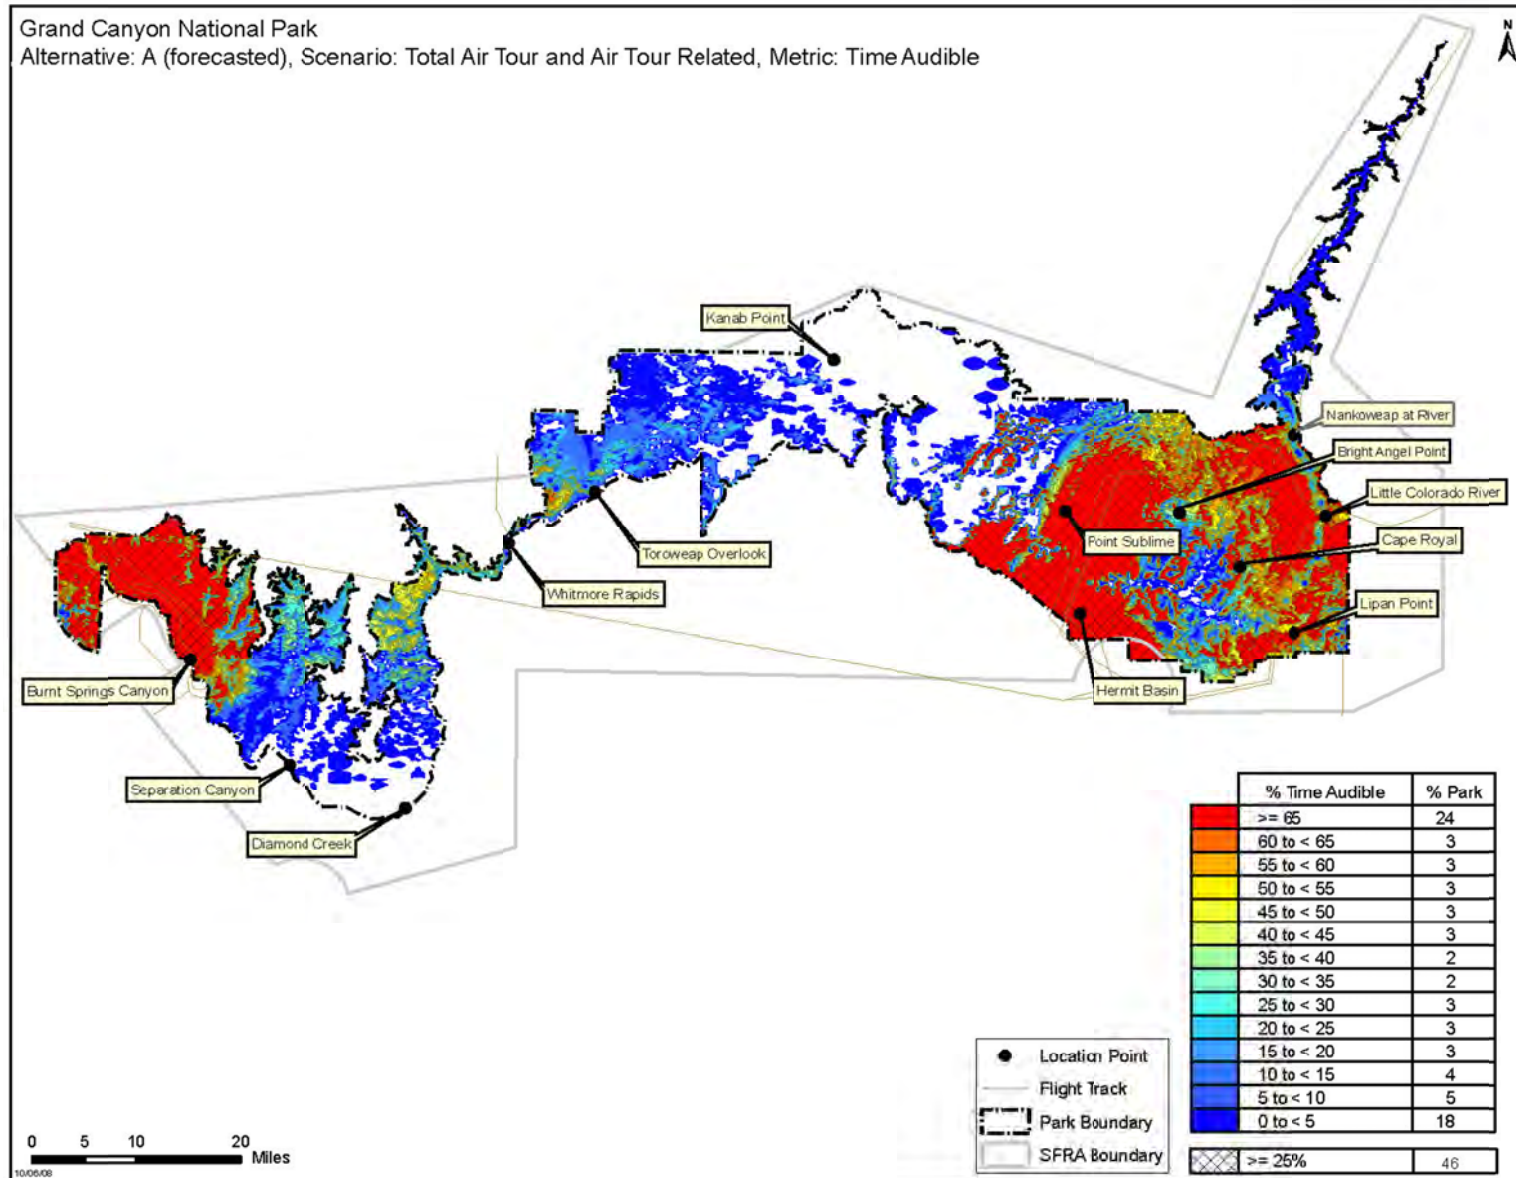 Grand Canyon National Park
Alternative: A (forecasted), Scenario: Total Air Tour and Air Tour Related, Metric: Time Audible
N
Kanab Point
Nankoweap at River
Bright Angel Point
Little Colorado River
Point Sublime
Cape Royal
Toroweap Overlook
Whitmore Rapids
Lipan Point
Burnt Springs Canyon
Hermit Basin
Separation Canyon
Diamond Creek
% Time Audible % Park
>= 65 24
60 to < 65 3
55 to < 60 3
50 to < 55 3
45 to < 50 3
40 to < 45 3
35 to < 40 2
30 to < 35 2
25 to < 30 3
20 to < 25 3
15 to < 20 3
10 to < 15 4
5 to < 10 5
0 to < 5 18
>= 25% 46
Location Point
Flight Track
Park Boundary
SFRA Boundary
0 5 10 20
Miles
10/06/08